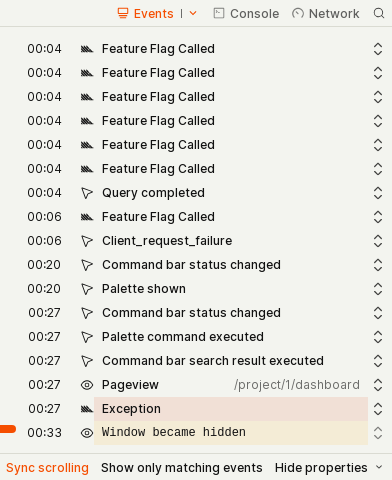 Events Console Network
00:04 Feature Flag Called
00:04 Feature Flag Called
00:04 Feature Flag Called
00:04 Feature Flag Called
00:04 Feature Flag Called
00:04 Feature Flag Called
00:04 Query completed
00:06 Feature Flag Called
00:06 Client_request_failure
00:20 Command bar status changed
00:20 Palette shown
00:27 Command bar status changed
00:27 Palette command executed
00:27 Command bar search result executed
00:27 Pageview /project/1/dashboard
00:27 Exception
00:33 Window became hidden
Sync scrolling Show only matching events Hide properties